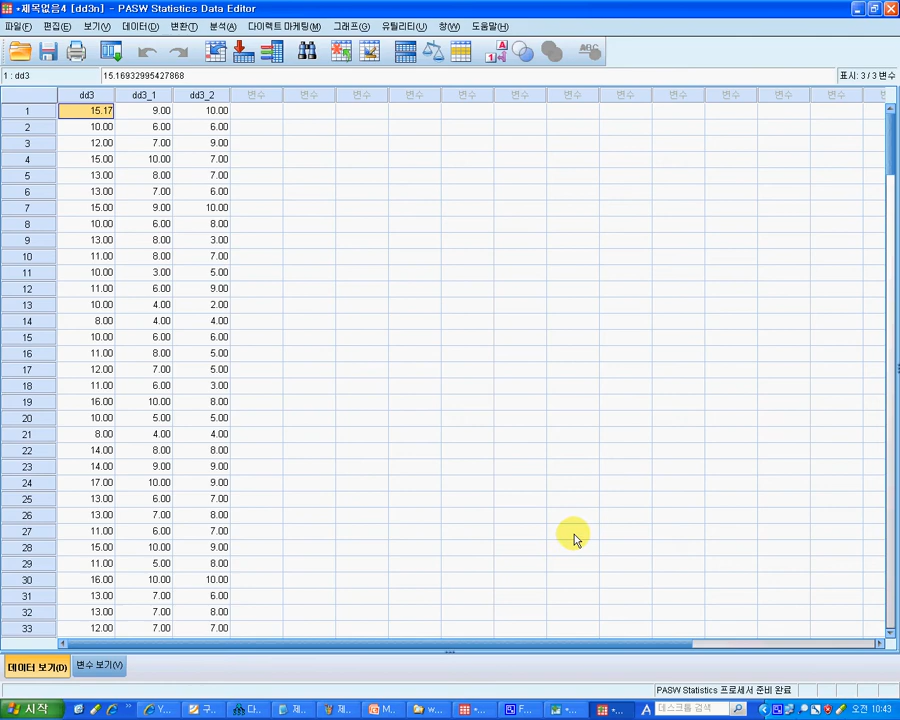 *제목없음4 [dd3n] - PASW Statistics Data Editor
파일(F) 편집(E) 보기(V) 데이터(D) 변환(T) 분석(A) 다이렉트 마케팅(M) 그래프(G) 유틸리티(U) 창(W) 도움말(H)
1 : dd3 15.16932995427868 표시: 3 / 3 변수
dd3 dd3_1 dd3_2 변수 변수 변수 변수 변수 변수 변수 변수 변수 변수 변수 변수
1 15.17 9.00 10.00
2 10.00 6.00 6.00
3 12.00 7.00 9.00
4 15.00 10.00 7.00
5 13.00 8.00 7.00
6 13.00 7.00 6.00
7 15.00 9.00 10.00
8 10.00 6.00 8.00
9 13.00 8.00 3.00
10 11.00 8.00 7.00
11 10.00 3.00 5.00
12 11.00 6.00 9.00
13 10.00 4.00 2.00
14 8.00 4.00 4.00
15 10.00 6.00 6.00
16 11.00 8.00 5.00
17 12.00 7.00 5.00
18 11.00 6.00 3.00
19 16.00 10.00 8.00
20 10.00 5.00 5.00
21 8.00 4.00 4.00
22 14.00 8.00 8.00
23 14.00 9.00 9.00
24 17.00 10.00 9.00
25 13.00 6.00 7.00
26 13.00 7.00 8.00
27 11.00 6.00 7.00
28 15.00 10.00 9.00
29 11.00 5.00 8.00
30 16.00 10.00 10.00
31 13.00 7.00 6.00
32 13.00 7.00 8.00
33 12.00 7.00 7.00
데이터 보기(D) 변수 보기(V)
PASW Statistics 프로세서 준비 완료
시작 Y... 구... 다... 제... 제... M... w... *... F... *... *... A 데스크톱 검색 오전 10:43